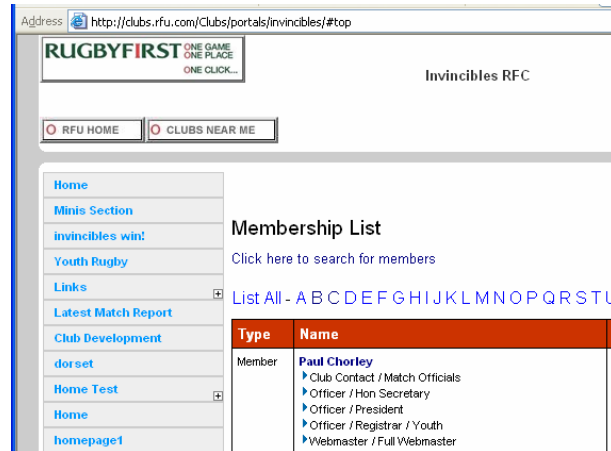 Address http://clubs.rfu.com/Clubs/portals/invincibles/#top
RUGBYFIRST ONE GAME
ONE PLACE
ONE CLICK...
Invincibles RFC
RFU HOME
CLUBS NEAR ME
Home
Minis Section
invincibles win!
Youth Rugby
Links
Latest Match Report
Club Development
dorset
Home Test
Home
homepage1
Membership List
Click here to search for members
List All - A B C D E F G H I J K L M N O P Q R S T U
Type Name
Member Paul Chorley
Club Contact / Match Officials
Officer / Hon Secretary
Officer / President
Officer / Registrar / Youth
Webmaster / Full Webmaster